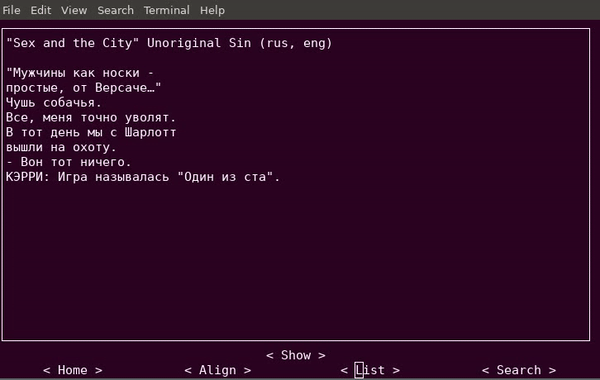 File Edit View Search Terminal Help
"Sex and the City" Unoriginal Sin (rus, eng)
"Мужчины как носки -
простые, от Версаче…"
Чушь собачья.
Все, меня точно уволят.
В тот день мы с Шарлотт
вышли на охоту.
- Вон тот ничего.
КЭРРИ: Игра называлась "Один из ста".
< Show >
< Home > < Align > < List > < Search >